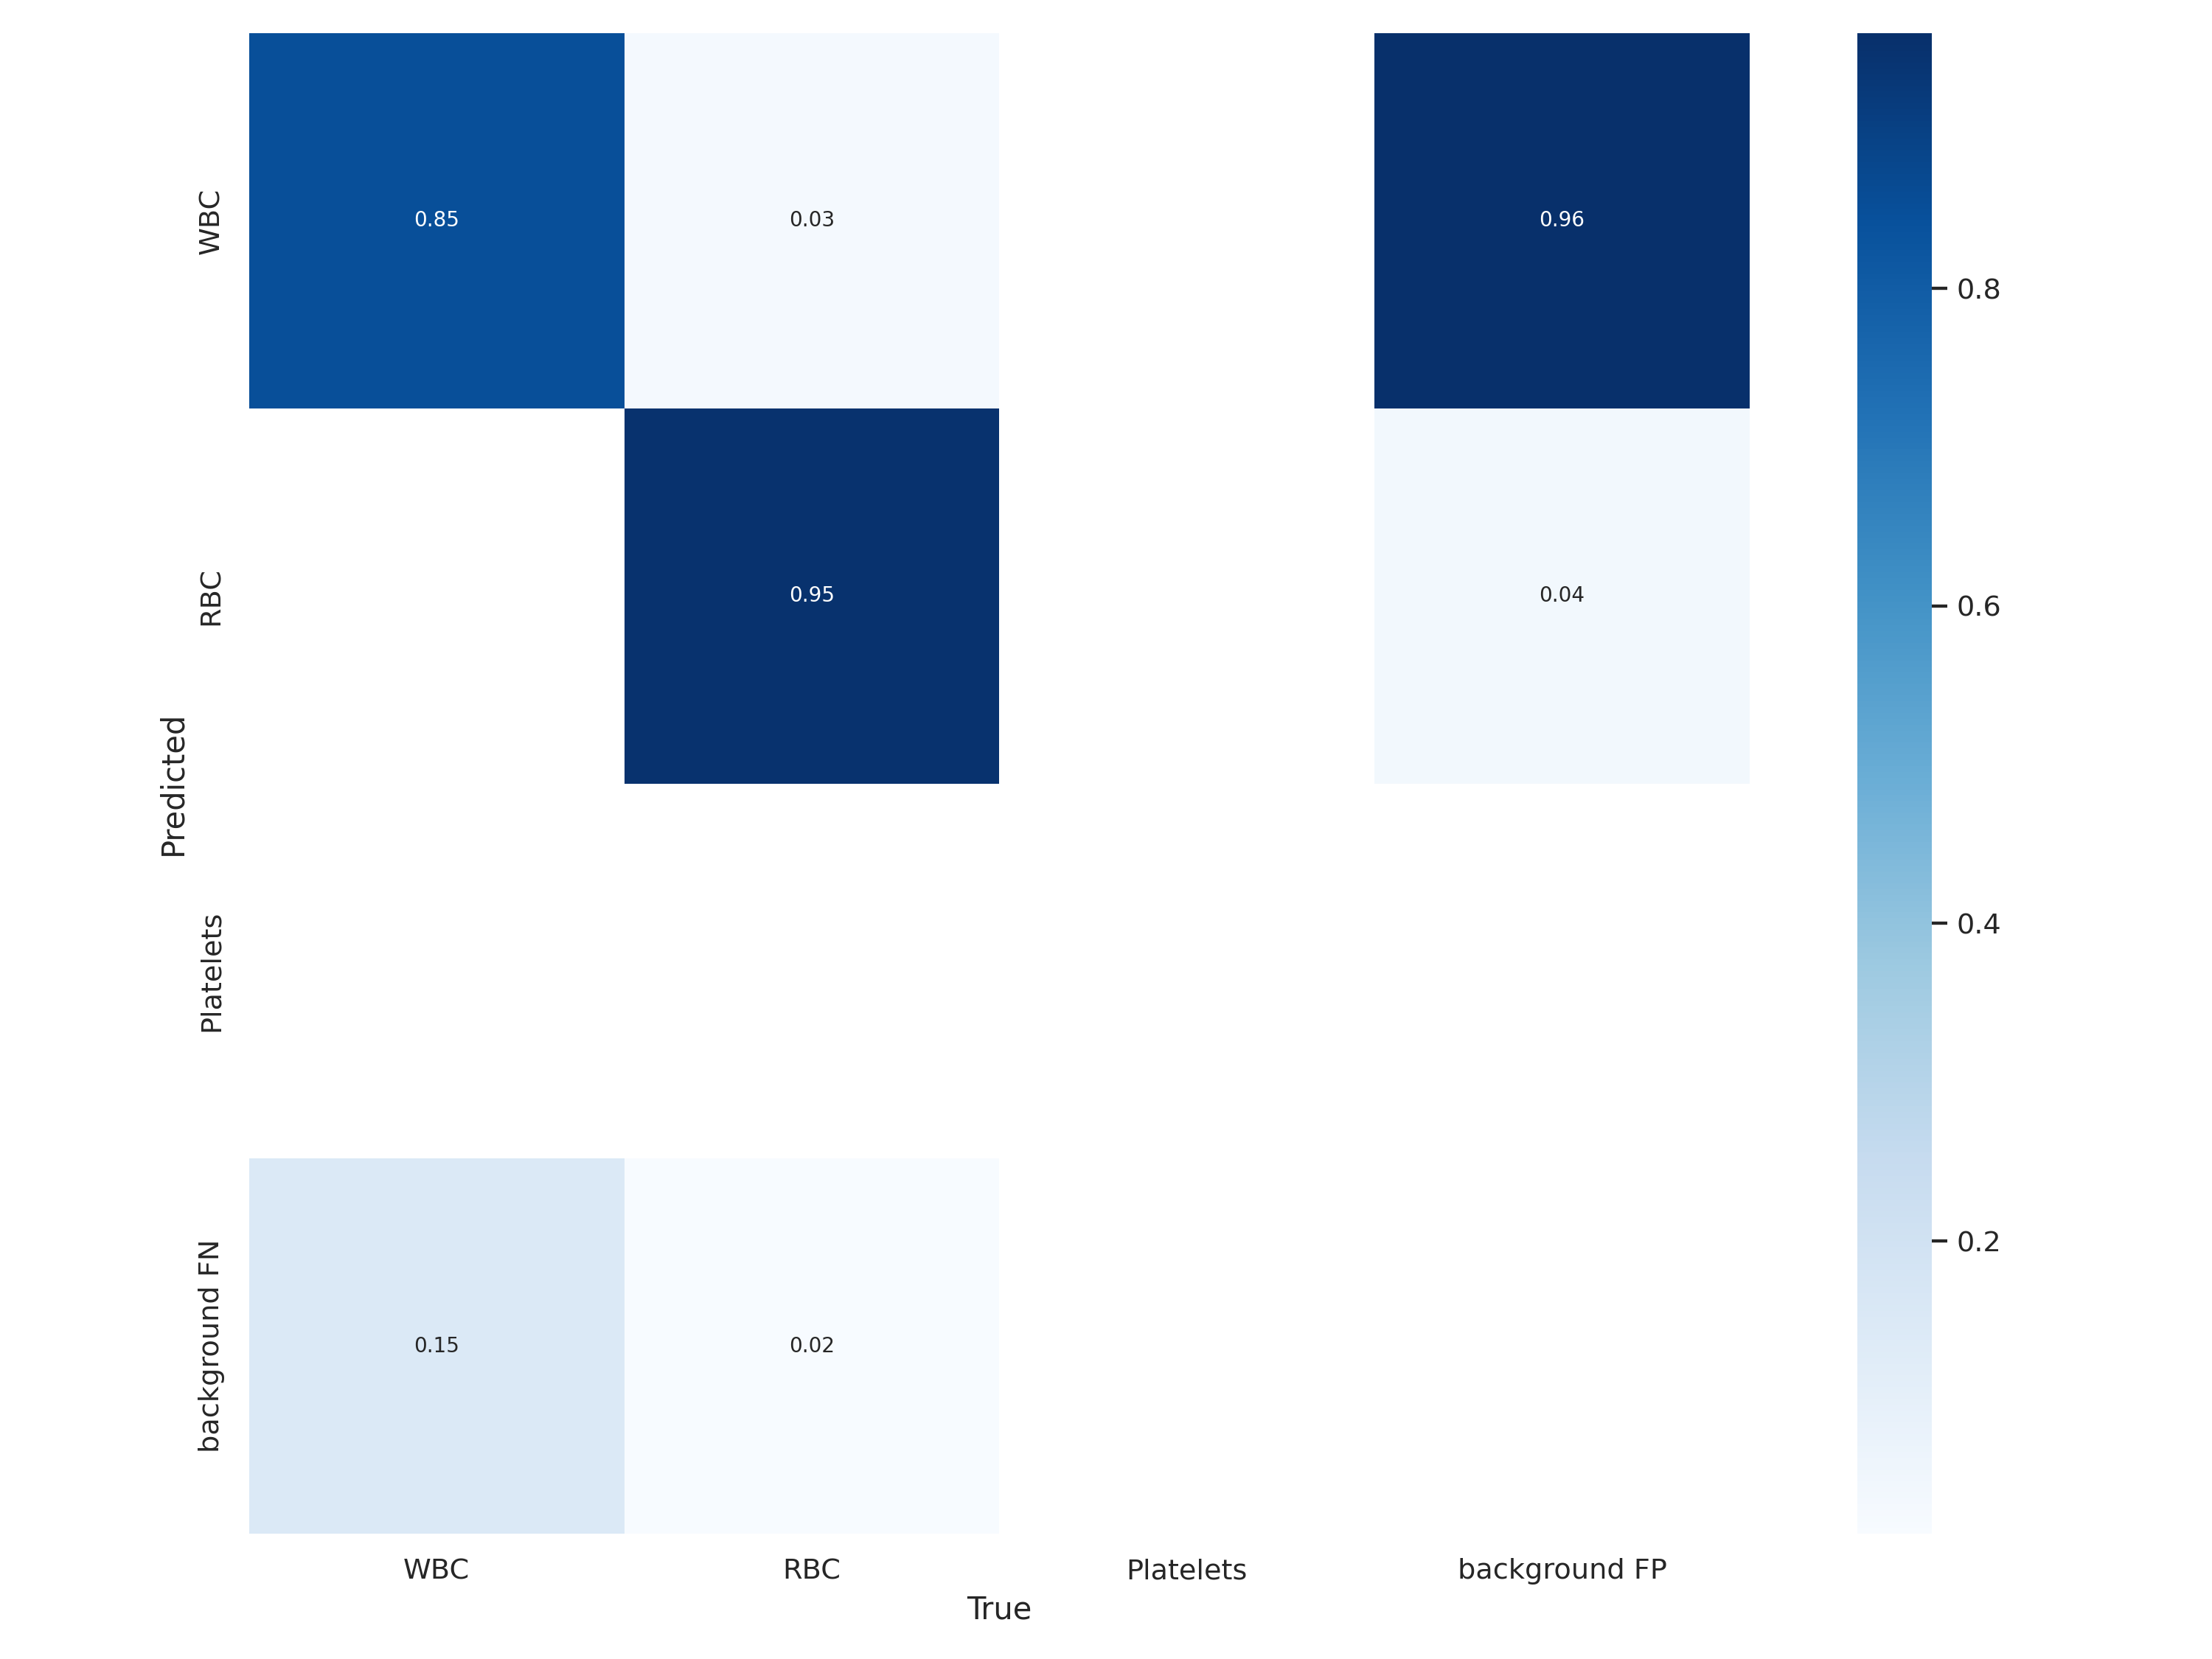 WBC
0.85
0.03
0.96
0.8
RBC
0.95
0.04
0.6
Predicted
Platelets
0.4
background FN
0.15
0.02
0.2
WBC
RBC
Platelets
background FP
True